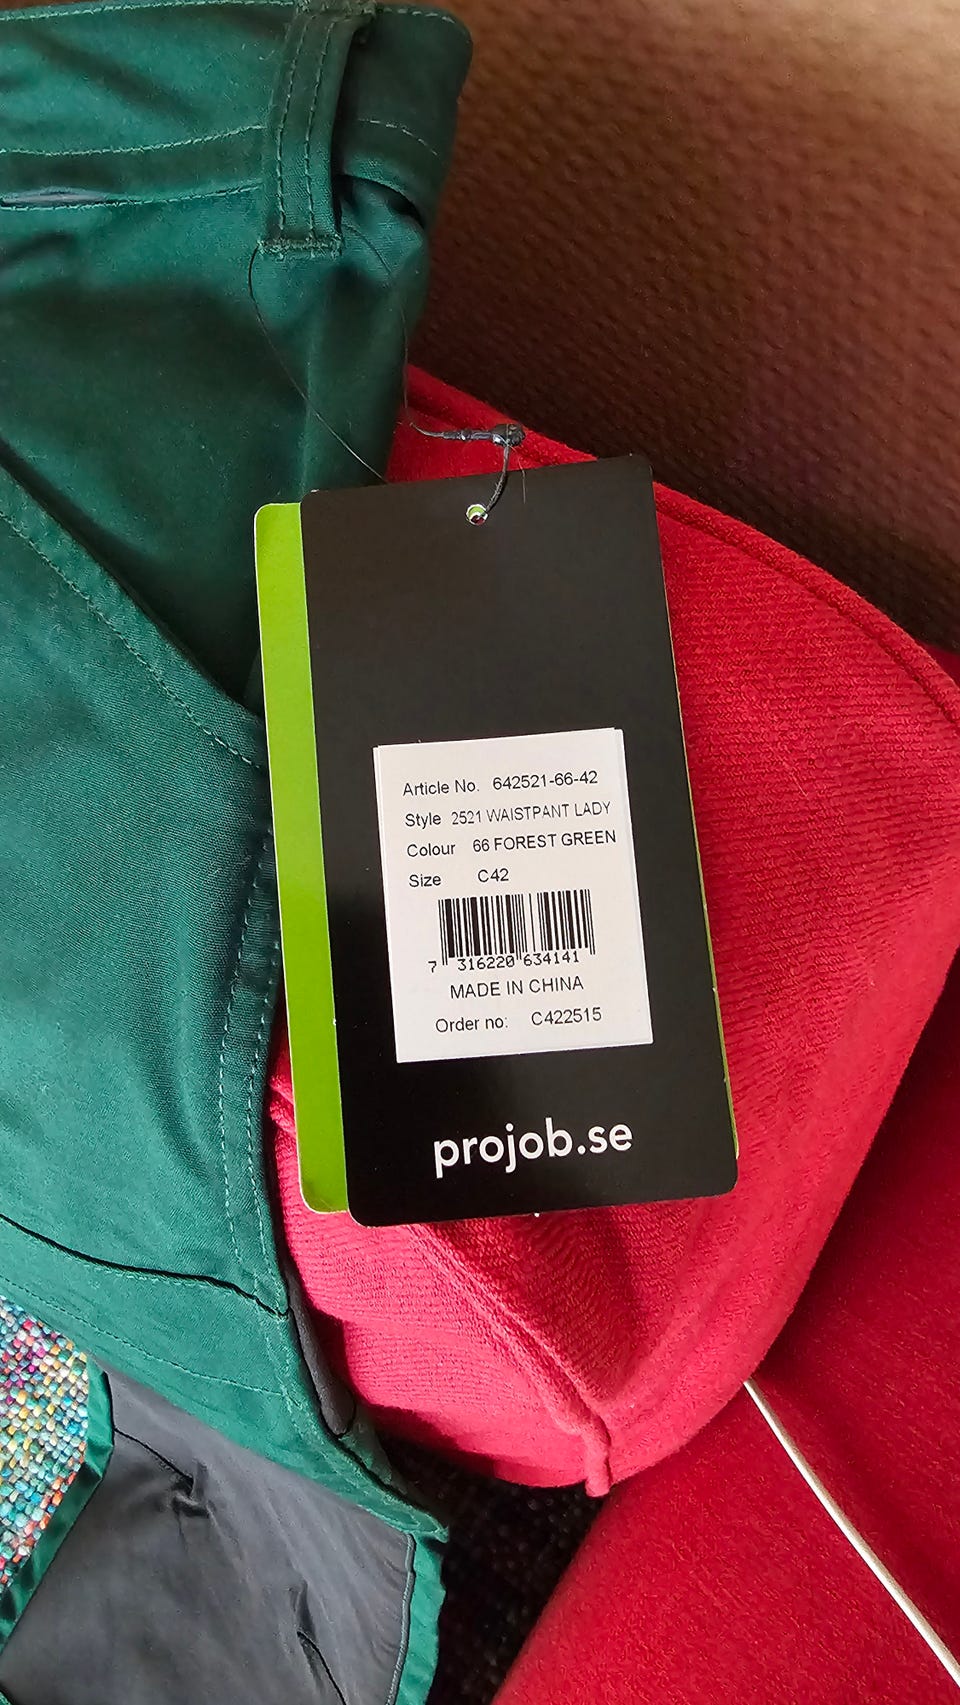 Article No. 642521-66-42
Style 2521 WAISTPANT LADY
Colour 66 FOREST GREEN
Size C42
7 316220 634141
MADE IN CHINA
Order no: C422515
projob.se